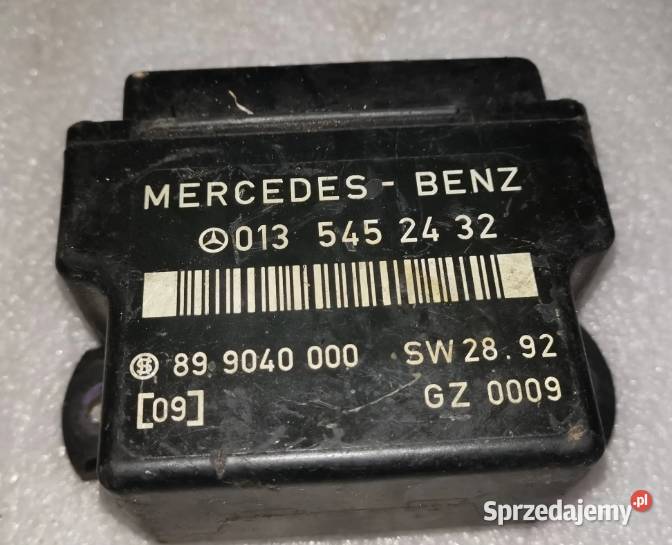 MERCEDES - BENZ
013 545 24 32
89 9040 000 SW 28.92
[09] GZ 0009
Sprzedajemy.pl